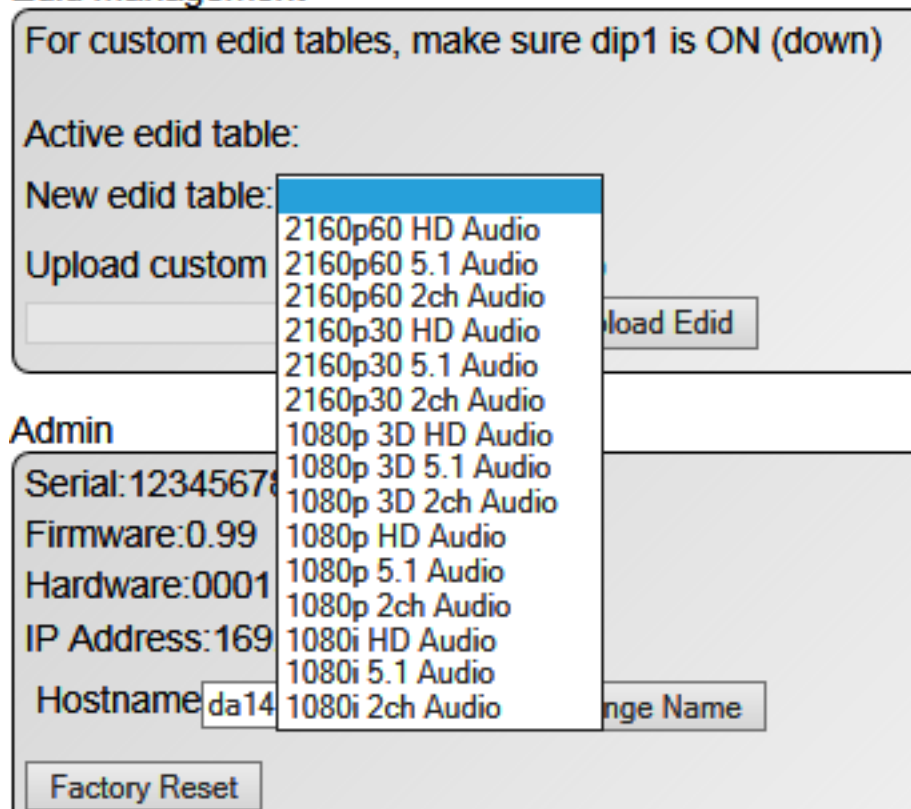 For custom edid tables, make sure dip1 is ON (down)
Active edid table:
New edid table:
2160p60 HD Audio
2160p60 5.1 Audio
2160p60 2ch Audio
2160p30 HD Audio
2160p30 5.1 Audio
2160p30 2ch Audio
1080p 3D HD Audio
1080p 3D 5.1 Audio
1080p 3D 2ch Audio
1080p HD Audio
1080p 5.1 Audio
1080p 2ch Audio
1080i HD Audio
1080i 5.1 Audio
1080i 2ch Audio
Upload custom
Edid
Admin
Serial:12345678
Firmware:0.99
Hardware:0001
IP Address:169
Hostname da14
Name
Factory Reset